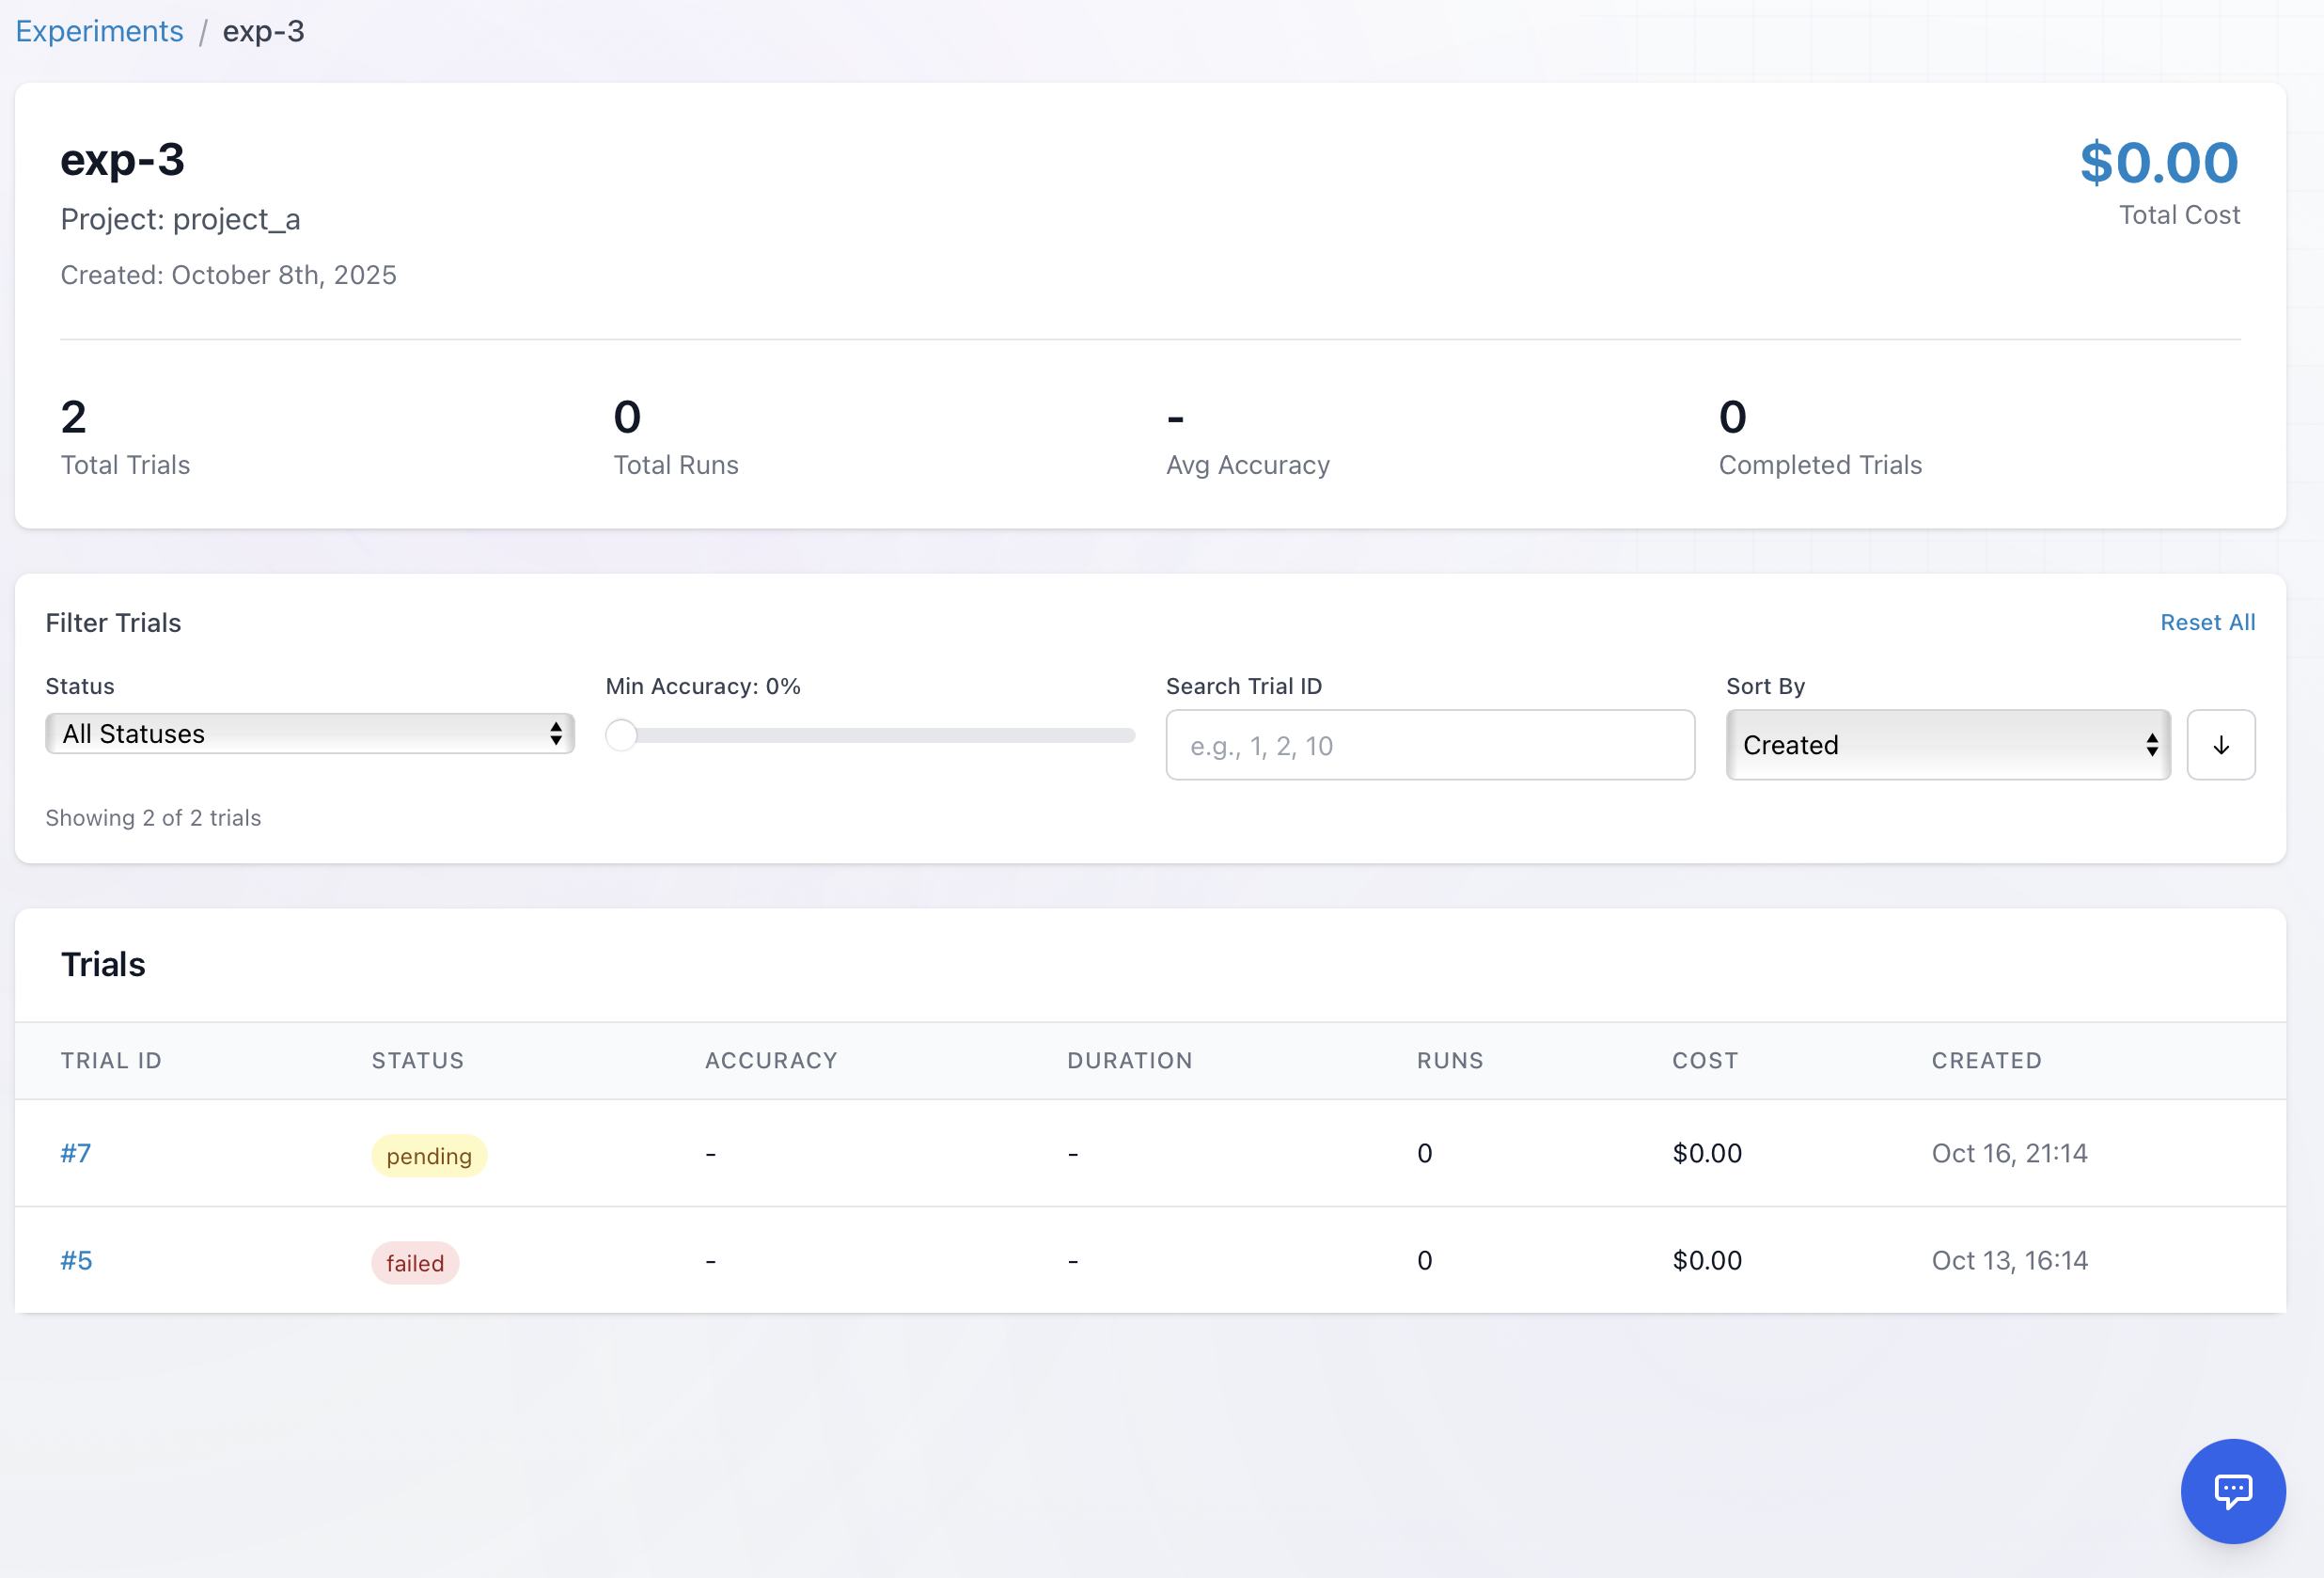 Experiments / exp-3
exp-3
$0.00
Project: project_a
Total Cost
Created: October 8th, 2025
2
0
-
0
Total Trials
Total Runs
Avg Accuracy
Completed Trials
Filter Trials
Reset All
Status
Min Accuracy: 0%
Search Trial ID
Sort By
All Statuses
e.g., 1, 2, 10
Created
↓
Showing 2 of 2 trials
Trials
TRIAL ID STATUS ACCURACY DURATION RUNS COST CREATED
#7 pending - - 0 $0.00 Oct 16, 21:14
#5 failed - - 0 $0.00 Oct 13, 16:14